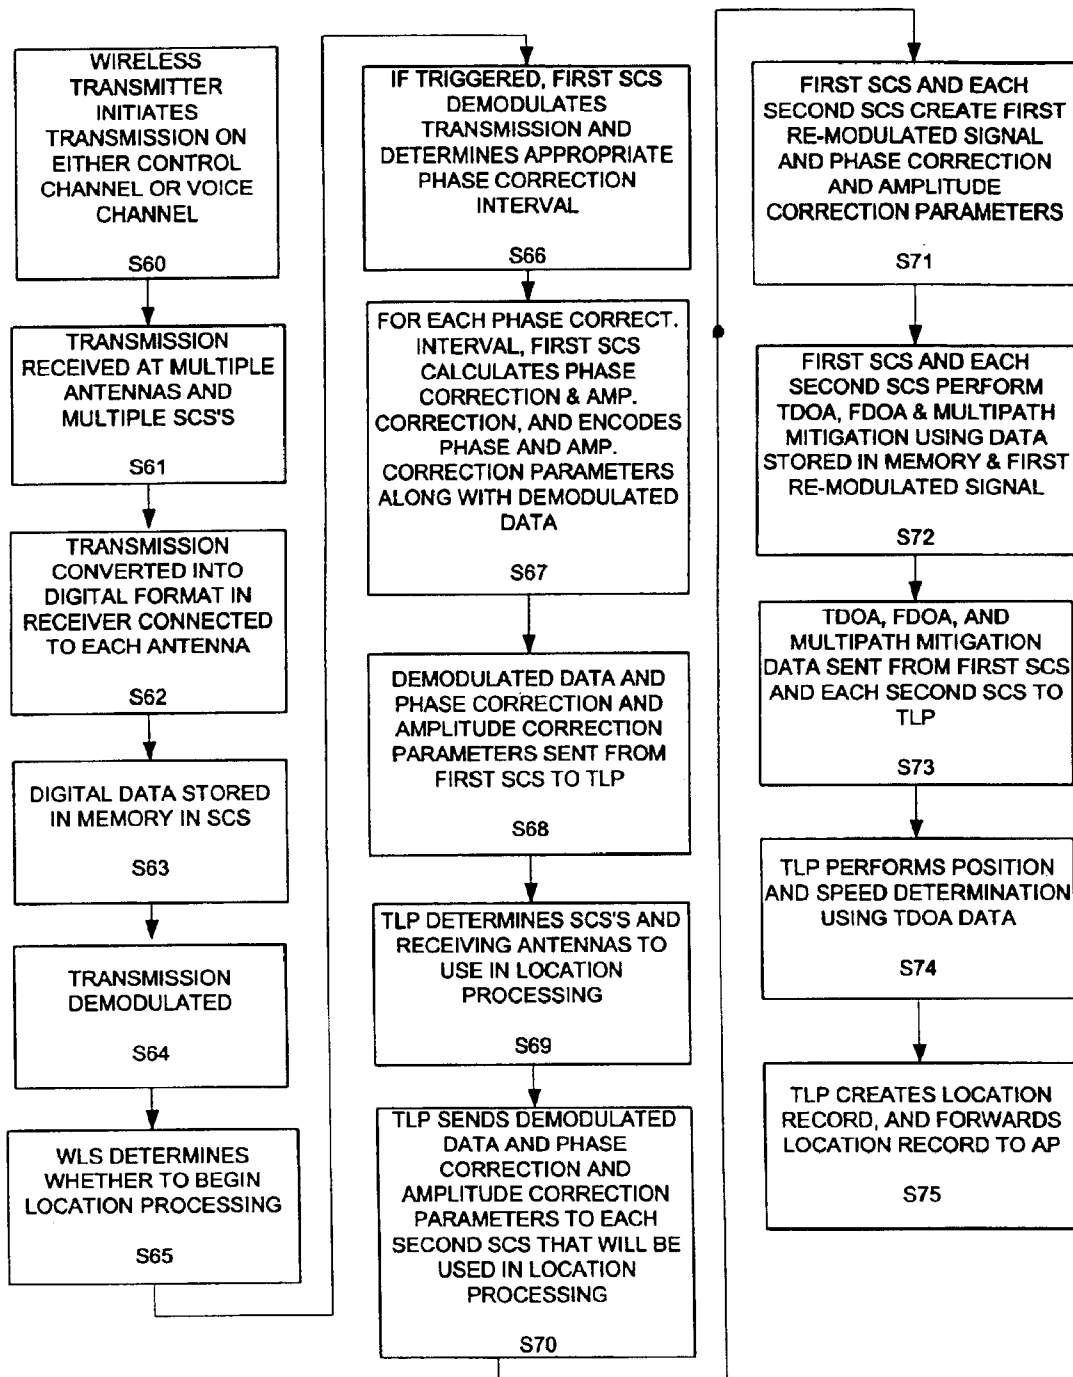 WIRELESS
TRANSMITTER
INITIATES
TRANSMISSION ON
EITHER CONTROL
CHANNEL OR VOICE
CHANNEL
S60
TRANSMISSION
RECEIVED AT MULTIPLE
ANTENNAS AND
MULTIPLE SCS'S
S61
TRANSMISSION
CONVERTED INTO
DIGITAL FORMAT IN
RECEIVER CONNECTED
TO EACH ANTENNA
S62
DIGITAL DATA STORED
IN MEMORY IN SCS
S63
TRANSMISSION
DEMODULATED
S64
WLS DETERMINES
WHETHER TO BEGIN
LOCATION PROCESSING
S65
IF TRIGGERED, FIRST SCS
DEMODULATES
TRANSMISSION AND
DETERMINES APPROPRIATE
PHASE CORRECTION
INTERVAL
S66
FOR EACH PHASE CORRECT.
INTERVAL, FIRST SCS
CALCULATES PHASE
CORRECTION & AMP.
CORRECTION, AND ENCODES
PHASE AND AMP.
CORRECTION PARAMETERS
ALONG WITH DEMODULATED
DATA
S67
DEMODULATED DATA AND
PHASE CORRECTION AND
AMPLITUDE CORRECTION
PARAMETERS SENT FROM
FIRST SCS TO TLP
S68
TLP DETERMINES SCS'S AND
RECEIVING ANTENNAS TO
USE IN LOCATION
PROCESSING
S69
TLP SENDS DEMODULATED
DATA AND PHASE
CORRECTION AND
AMPLITUDE CORRECTION
PARAMETERS TO EACH
SECOND SCS THAT WILL BE
USED IN LOCATION
PROCESSING
S70
FIRST SCS AND EACH
SECOND SCS CREATE FIRST
RE-MODULATED SIGNAL
AND PHASE CORRECTION
AND AMPLITUDE
CORRECTION PARAMETERS
S71
FIRST SCS AND EACH
SECOND SCS PERFORM
TDOA, FDOA & MULTIPATH
MITIGATION USING DATA
STORED IN MEMORY & FIRST
RE-MODULATED SIGNAL
S72
TDOA, FDOA, AND
MULTIPATH MITIGATION
DATA SENT FROM FIRST SCS
AND EACH SECOND SCS TO
TLP
S73
TLP PERFORMS POSITION
AND SPEED DETERMINATION
USING TDOA DATA
S74
TLP CREATES LOCATION
RECORD, AND FORWARDS
LOCATION RECORD TO AP
S75